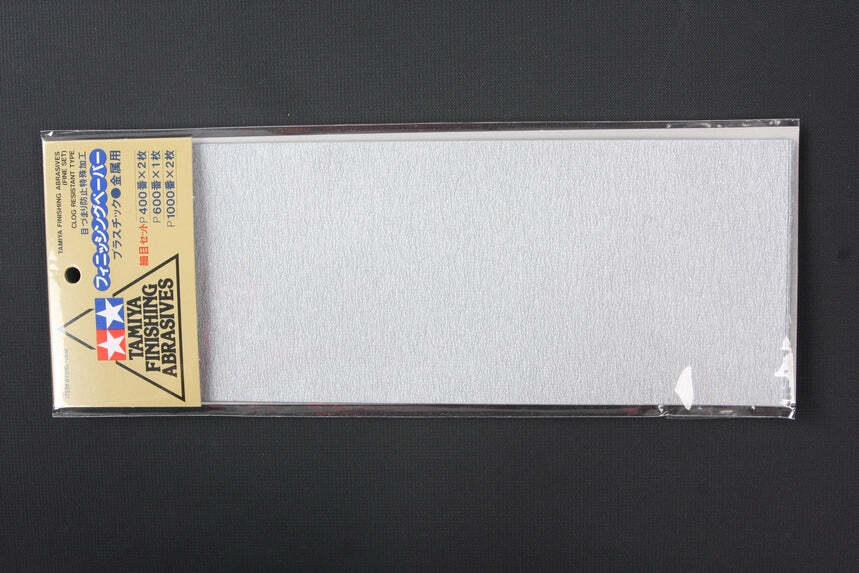 TAMIYA FINISHING ABRASIVES
(FINE SET)
CLOG RESISTANT TYPE
目づまり防止特殊加工
フィニッシングペーパー
プラスチック●金属用
細目セット P400番×2枚
P600番×1枚
P1000番×2枚
TAMIYA
FINISHING
ABRASIVES